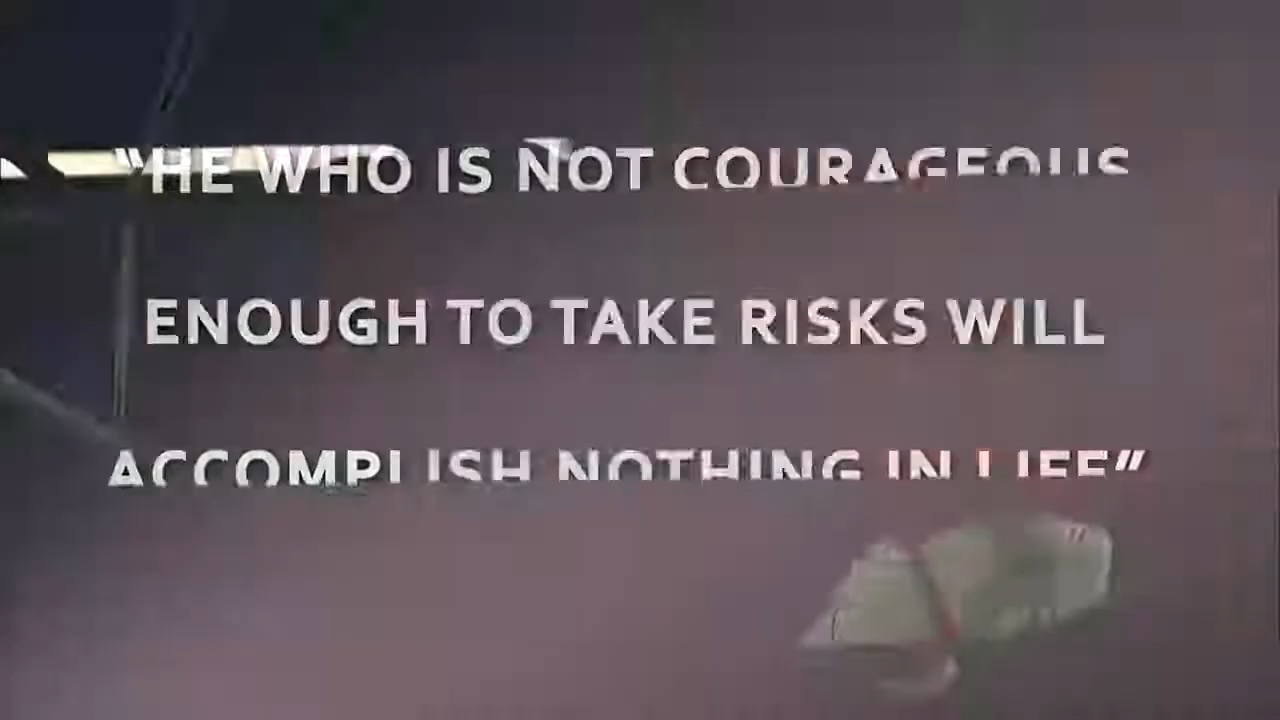 “HE WHO IS NOT COURAGEOUS
ENOUGH TO TAKE RISKS WILL
ACCOMPLISH NOTHING IN LIFE”